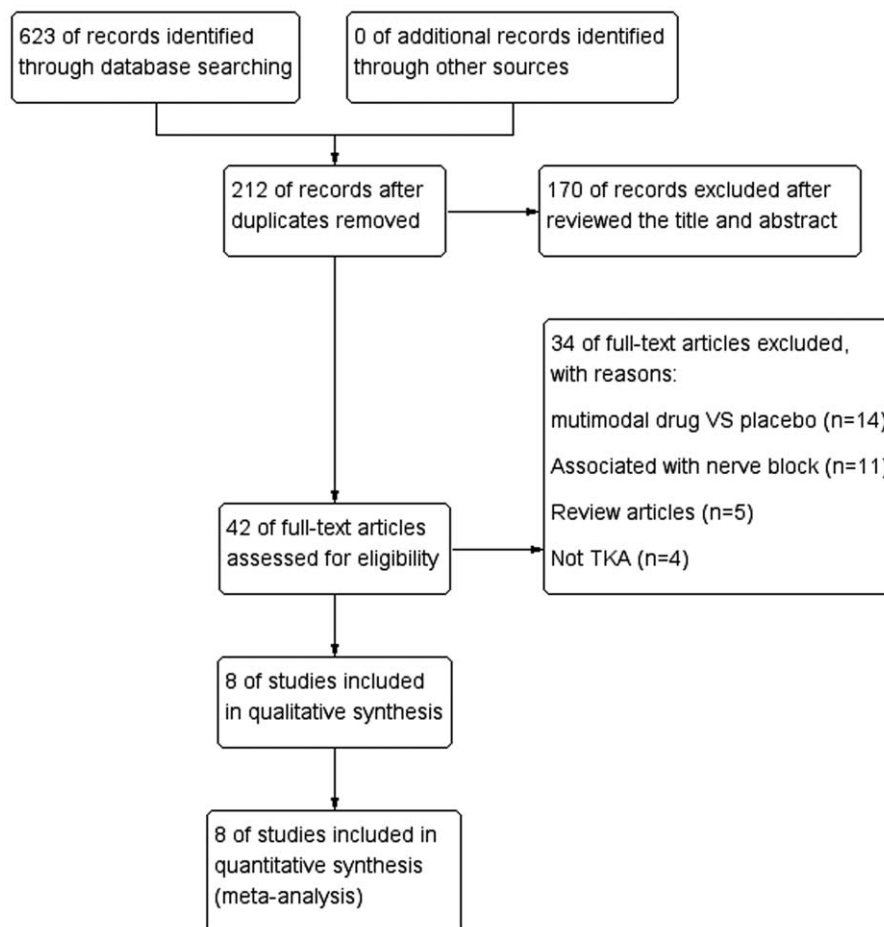 623 of records identified
through database searching
0 of additional records identified
through other sources
212 of records after
duplicates removed
170 of records excluded after
reviewed the title and abstract
34 of full-text articles excluded,
with reasons:
mutimodal drug VS placebo (n=14)
Associated with nerve block (n=11)
Review articles (n=5)
Not TKA (n=4)
42 of full-text articles
assessed for eligibility
8 of studies included
in qualitative synthesis
8 of studies included in
quantitative synthesis
(meta-analysis)